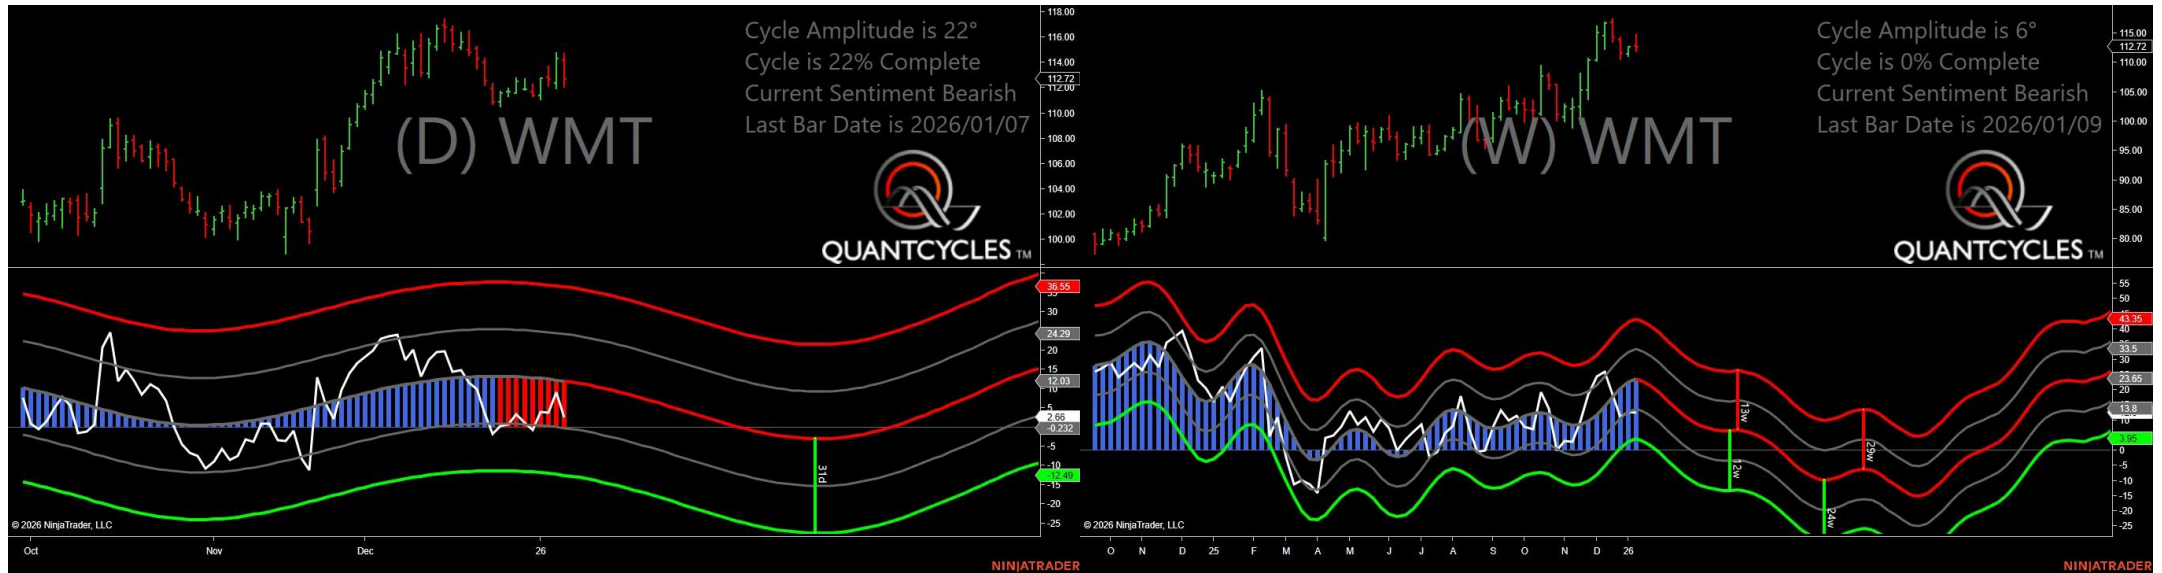 Cycle Amplitude is 22°
Cycle is 22% Complete
Current Sentiment Bearish
Last Bar Date is 2026/01/07
(D) WMT
QUANTCYCLES TM
118.00
116.00
114.00
112.72
112.00
110.00
108.00
106.00
104.00
102.00
100.00
36.55
35
30
24.29
20
15
12.03
10
5
2.66
-0.232
-5
-10
-12.49
-15
-20
-25
31d
© 2026 NinjaTrader, LLC
Oct Nov Dec 26
NINJATRADER
Cycle Amplitude is 6°
Cycle is 0% Complete
Current Sentiment Bearish
Last Bar Date is 2026/01/09
(W) WMT
QUANTCYCLES TM
115.00
112.72
110.00
105.00
100.00
95.00
90.00
85.00
80.00
55
50
43.35
40
33.5
30
23.65
20
13.8
3.95
0
-5
-10
-15
-20
-25
13w
12w
29w
24w
© 2026 NinjaTrader, LLC
O N D 25 F M A M J J A S O N D 26
NINJATRADER